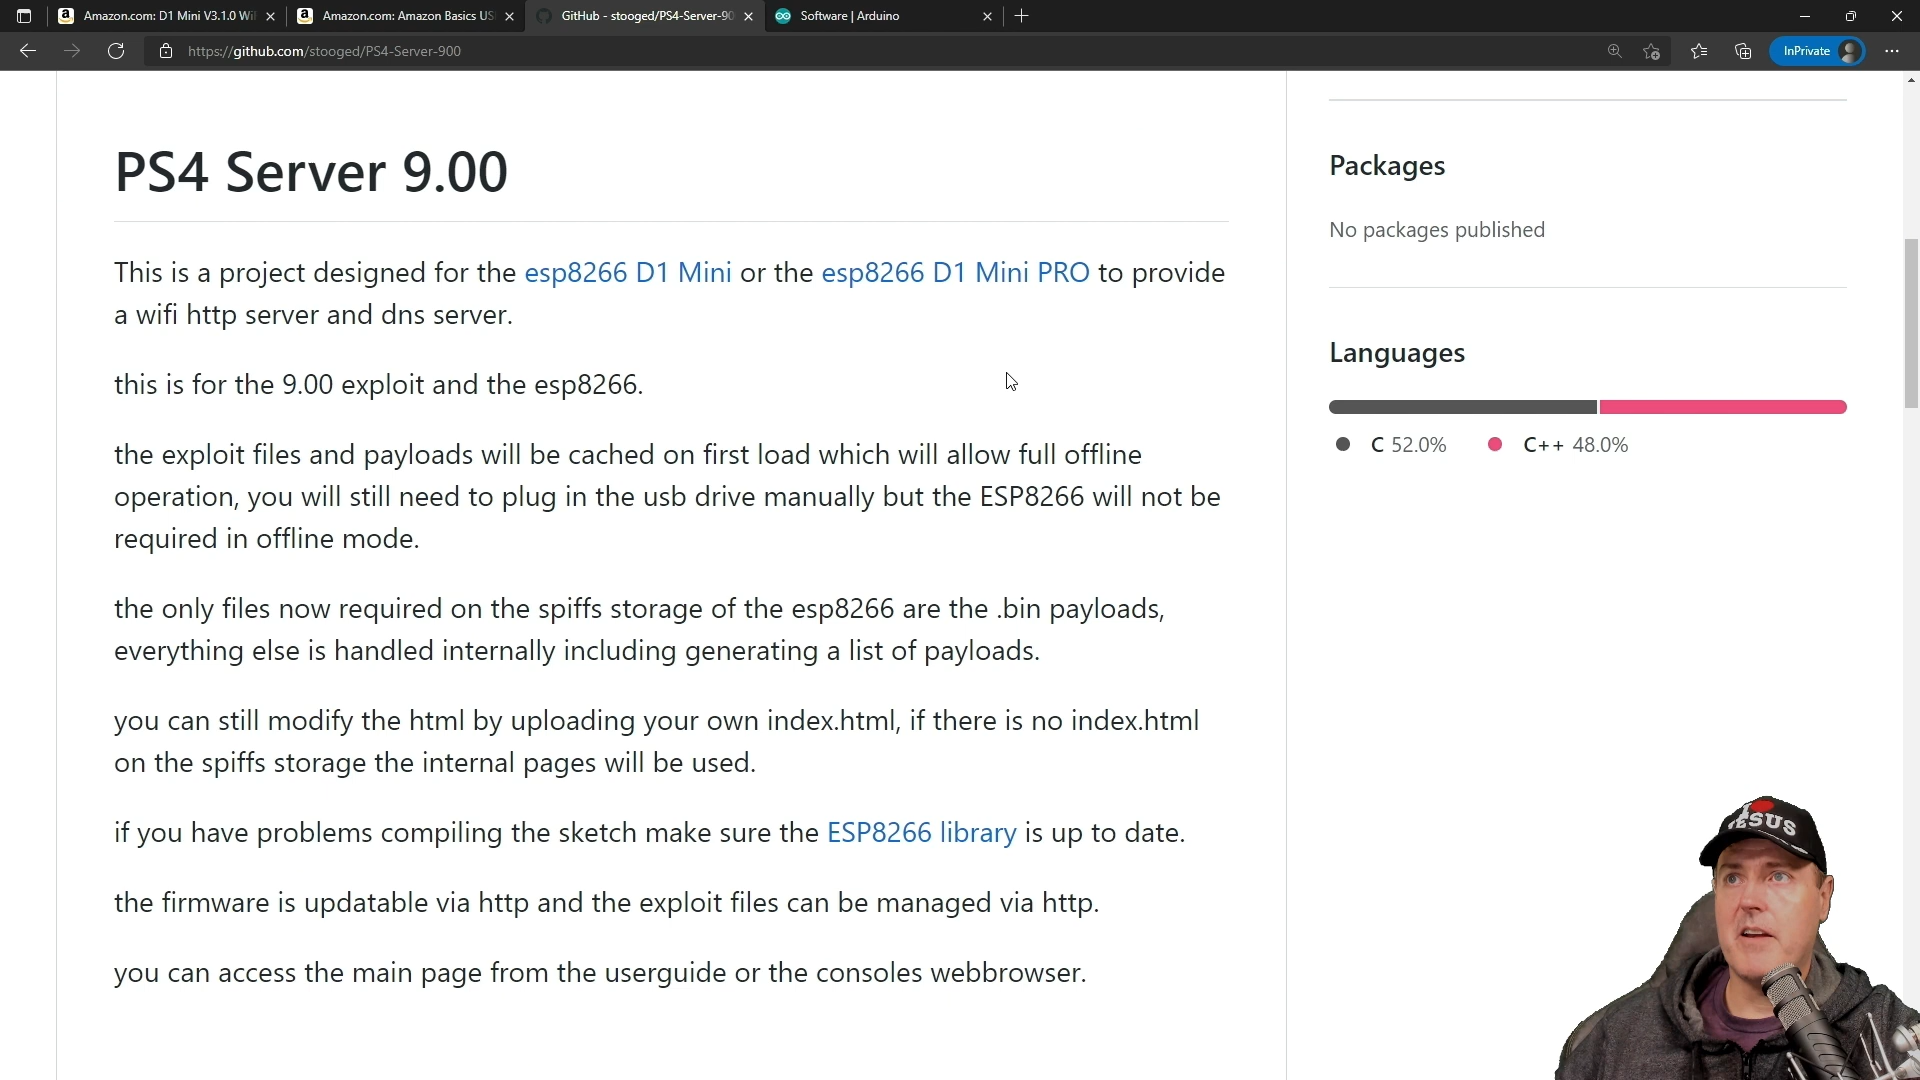 Amazon.com: D1 Mini V3.1.0 Wi
Amazon.com: Amazon Basics US
GitHub - stooged/PS4-Server-90
Software | Arduino
https://github.com/stooged/PS4-Server-900
InPrivate
PS4 Server 9.00
This is a project designed for the esp8266 D1 Mini or the esp8266 D1 Mini PRO to provide
a wifi http server and dns server.
this is for the 9.00 exploit and the esp8266.
the exploit files and payloads will be cached on first load which will allow full offline
operation, you will still need to plug in the usb drive manually but the ESP8266 will not be
required in offline mode.
the only files now required on the spiffs storage of the esp8266 are the .bin payloads,
everything else is handled internally including generating a list of payloads.
you can still modify the html by uploading your own index.html, if there is no index.html
on the spiffs storage the internal pages will be used.
if you have problems compiling the sketch make sure the ESP8266 library is up to date.
the firmware is updatable via http and the exploit files can be managed via http.
you can access the main page from the userguide or the consoles webbrowser.
Packages
No packages published
Languages
C 52.0% C++ 48.0%
I
JESUS